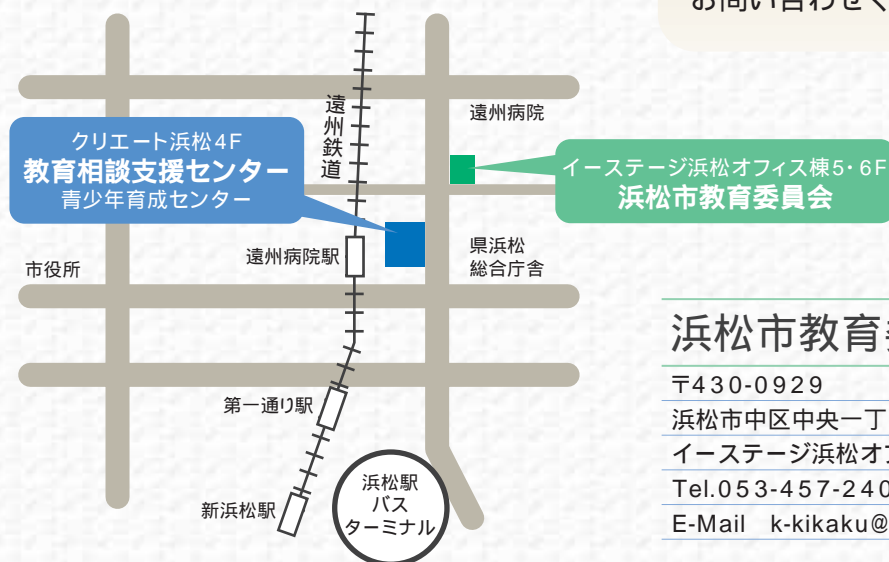 お問い合わせく
遠州病院
遠州鉄道
クリエート浜松4F
教育相談支援センター
青少年育成センター
イーステージ浜松オフィス棟5・6F
浜松市教育委員会
市役所
遠州病院駅
県浜松
総合庁舎
第一通り駅
新浜松駅
浜松駅
バス
ターミナル
浜松市教育
〒430-0929
浜松市中区中央一丁
イーステージ浜松オフ
Tel.053-457-240
E-Mail k-kikaku@